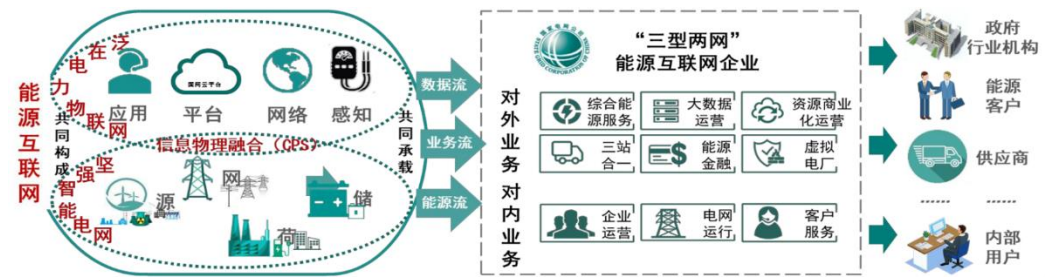 能源互联网
共同构成
泛在电力物联网
应用
国网云平台
平台
网络
感知
信息物理融合（CPS）
坚强智能电网
源
网
荷
储
共同承载
数据流
业务流
能源流
“三型两网”
能源互联网企业
对外业务
综合能
源服务
大数据
运营
资源商业
化运营
三站
合一
能源
金融
虚拟
电厂
对内业务
企业
运营
电网
运行
客户
服务
政府
行业机构
能源
客户
供应商
……
……
内部
用户